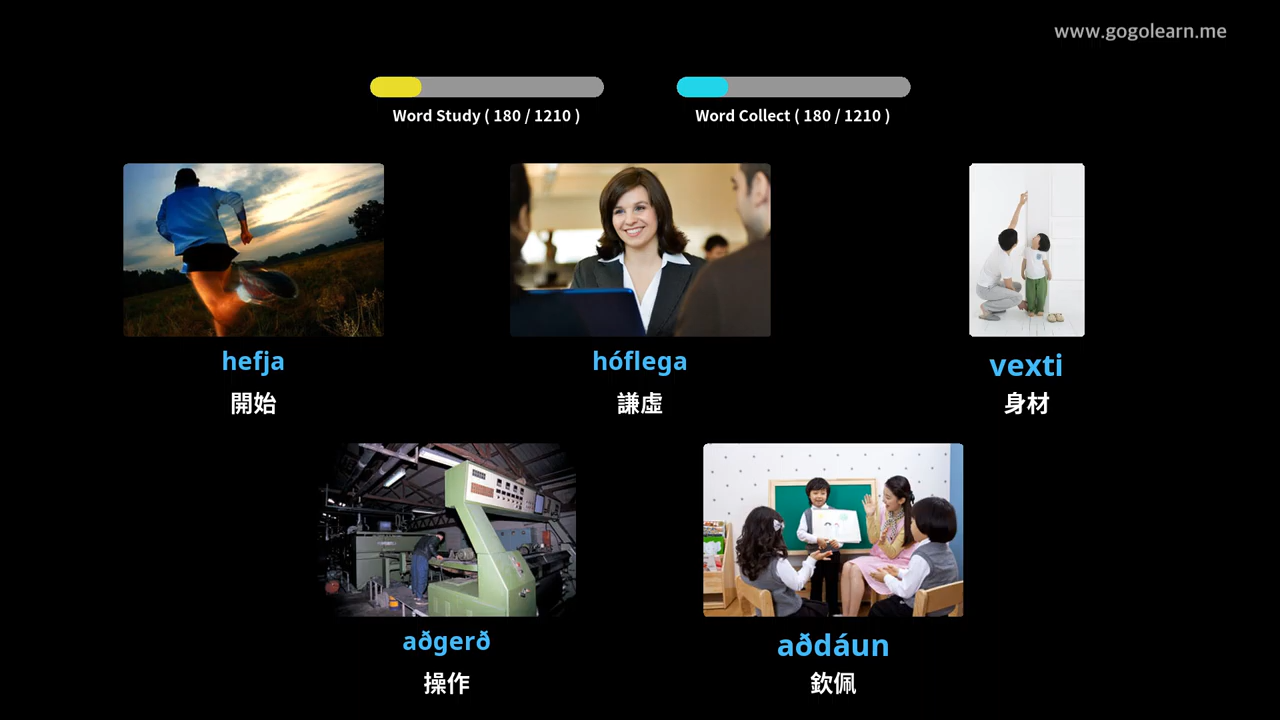 www.gogolearn.me
Word Study ( 180 / 1210 )
Word Collect ( 180 / 1210 )
hefja
開始
hóflega
謙虛
vexti
身材
aðgerð
操作
aðdáun
欽佩